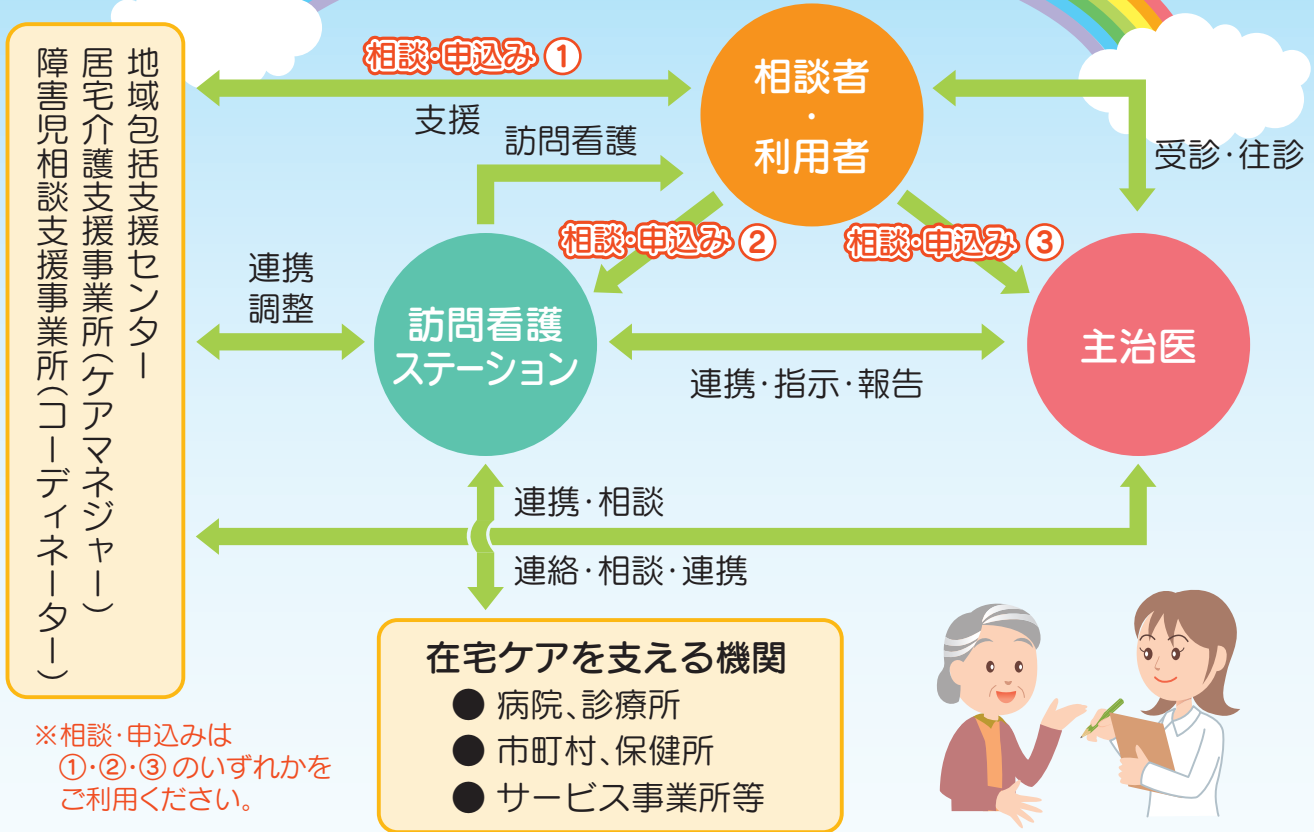 地域包括支援センター
居宅介護支援事業所(ケアマネジャー)
障害児相談支援事業所(コーディネーター)
相談・申込み①
支援
訪問看護
相談者
・
利用者
受診・往診
相談・申込み②
相談・申込み③
連携
調整
訪問看護
ステーション
主治医
連携・指示・報告
連携・相談
連絡・相談・連携
在宅ケアを支える機関
● 病院、診療所
● 市町村、保健所
● サービス事業所等
※相談・申込みは
①・②・③のいずれかを
ご利用ください。